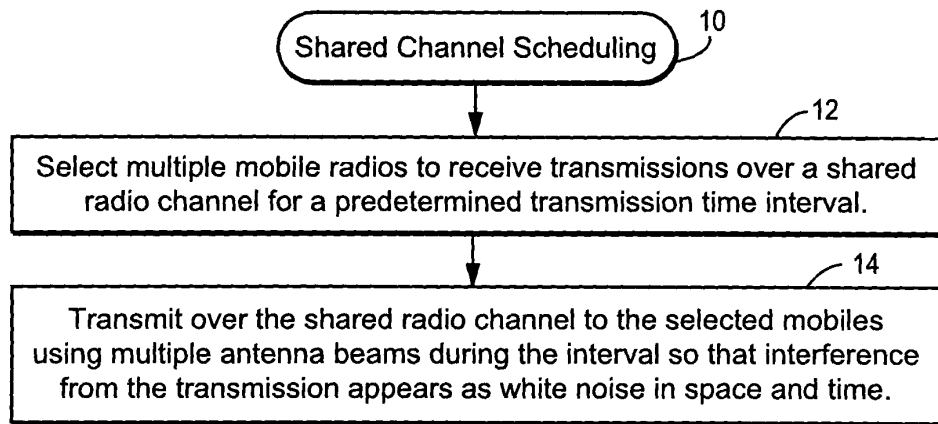 Shared Channel Scheduling
10
12
Select multiple mobile radios to receive transmissions over a shared
radio channel for a predetermined transmission time interval.
14
Transmit over the shared radio channel to the selected mobiles
using multiple antenna beams during the interval so that interference
from the transmission appears as white noise in space and time.